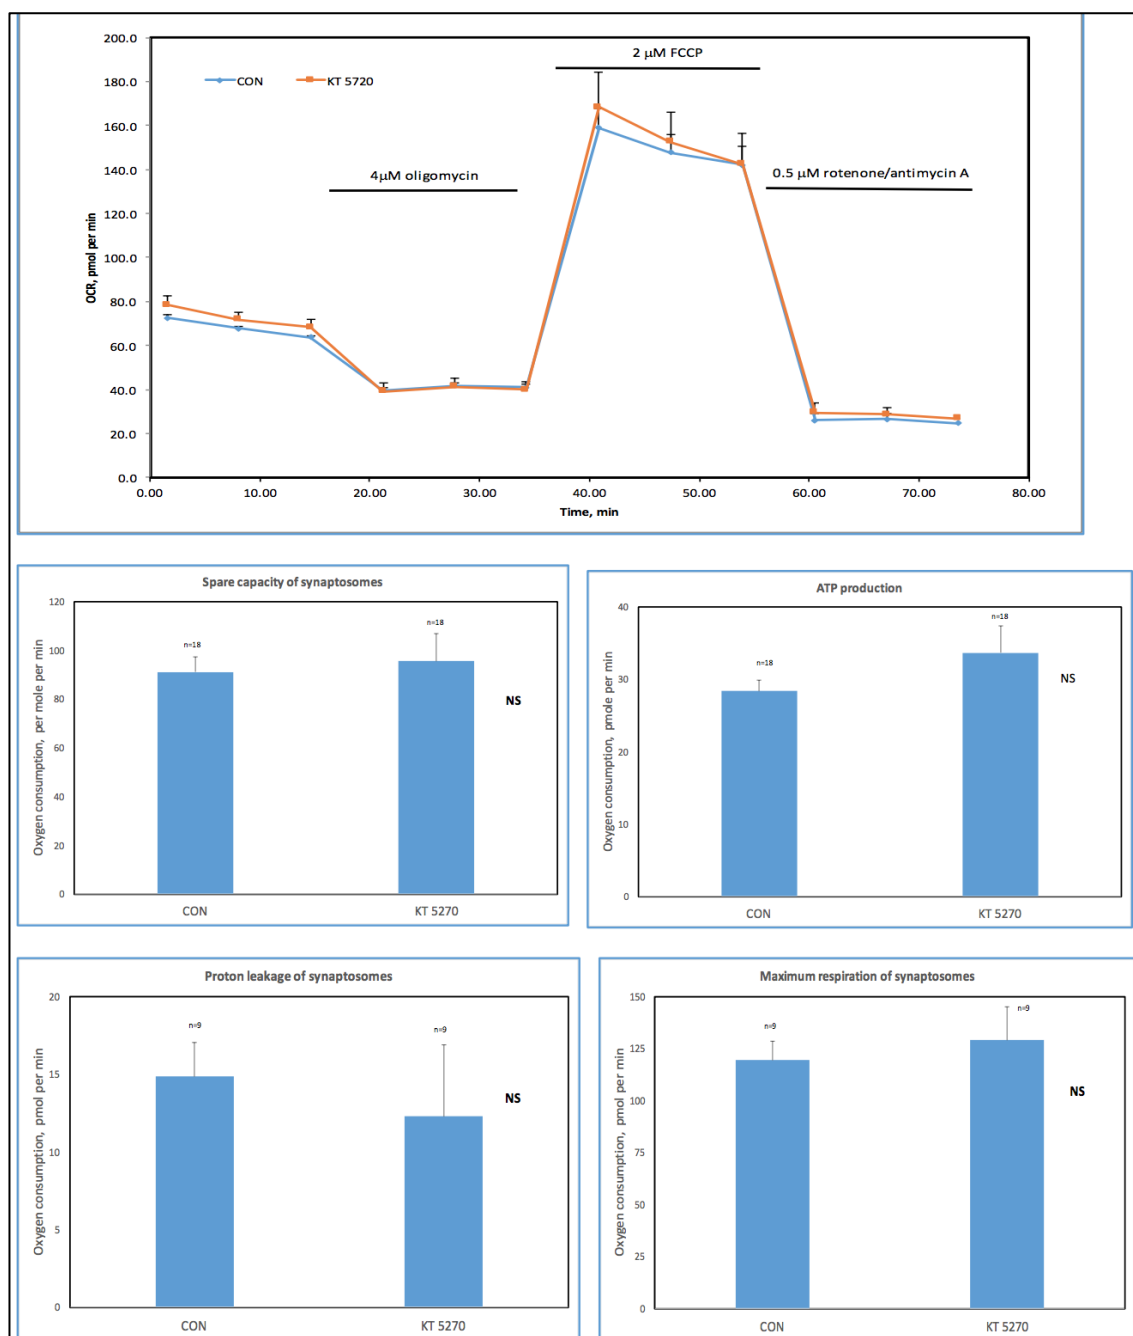 200.0
180.0
160.0
140.0
120.0
100.0
80.0
60.0
40.0
20.0
0.0
OCR, pmol per min
CON
KT 5720
4µM oligomycin
2 µM FCCP
0.5 µM rotenone/antimycin A
0.00 10.00 20.00 30.00 40.00 50.00 60.00 70.00 80.00
Time, min
Spare capacity of synaptosomes
Oxygen consumption, per mole per min
120
100
80
60
40
20
0
n=18
n=18
NS
CON KT 5270
ATP production
Oxygen consumption, pmole per min
40
30
20
10
0
n=18
n=18
NS
CON KT 5270
Proton leakage of synaptosomes
Oxygen consumption, pmol per min
20
15
10
5
0
n=9
n=9
NS
CON KT 5270
Maximum respiration of synaptosomes
Oxygen consumption, pmol per min
150
125
100
75
50
25
0
n=9
n=9
NS
CON KT 5270